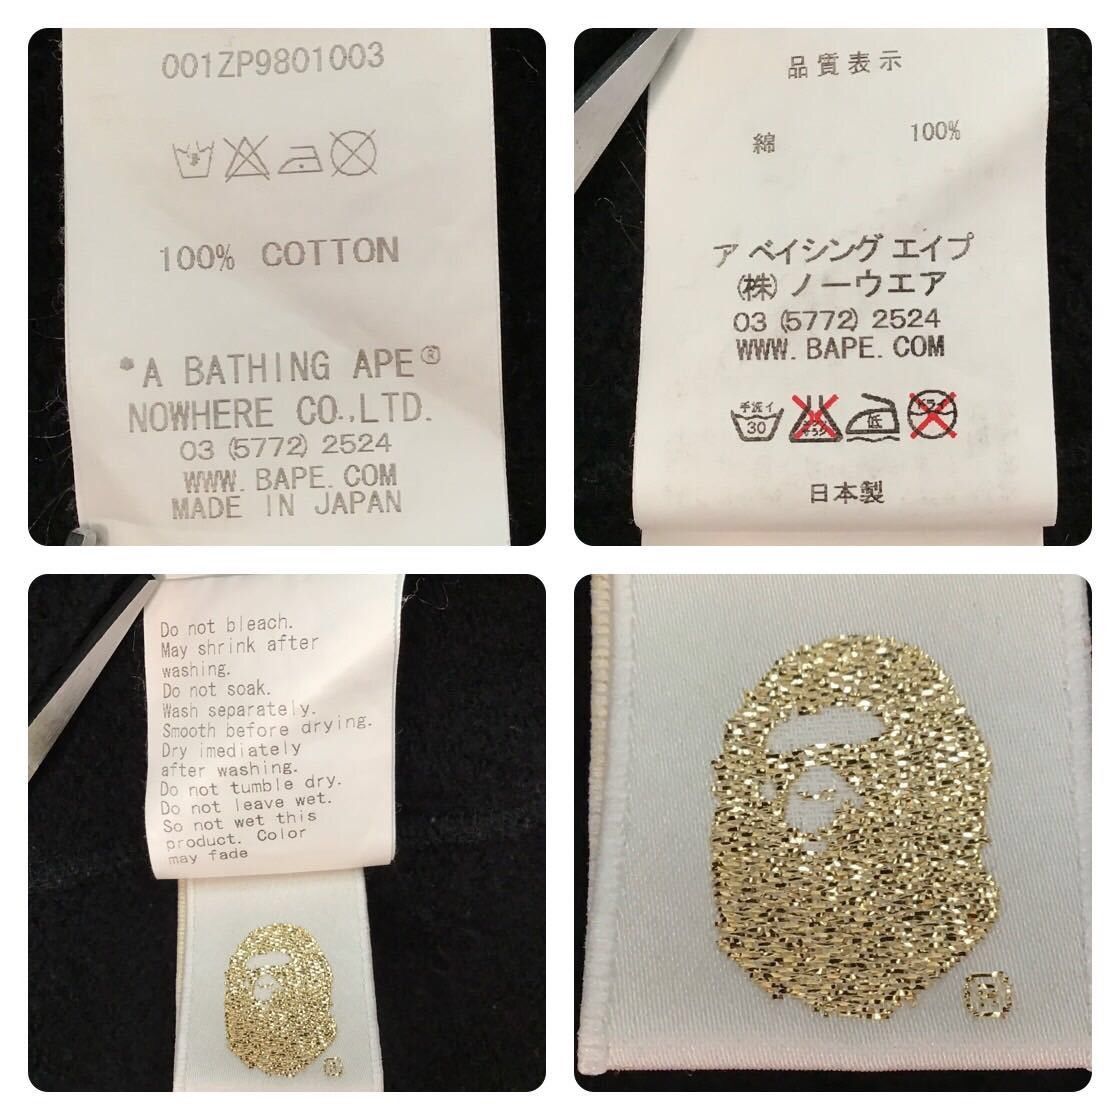 001ZP9801003
100% COTTON
*A BATHING APE®
NOWHERE CO.,LTD.
03 (5772) 2524
WWW. BAPE. COM
MADE IN JAPAN
品質表示
綿 100%
ア ベイシング エイプ
(株) ノーウエア
03 (5772) 2524
WWW. BAPE. COM
手洗イ 30 低 ドライ
日本製
Do not bleach.
May shrink after
washing.
Do not soak.
Wash separately.
Smooth before drying.
Dry imediately
after washing.
Do not tumble dry.
Do not leave wet.
So not wet this
product. Color
may fade